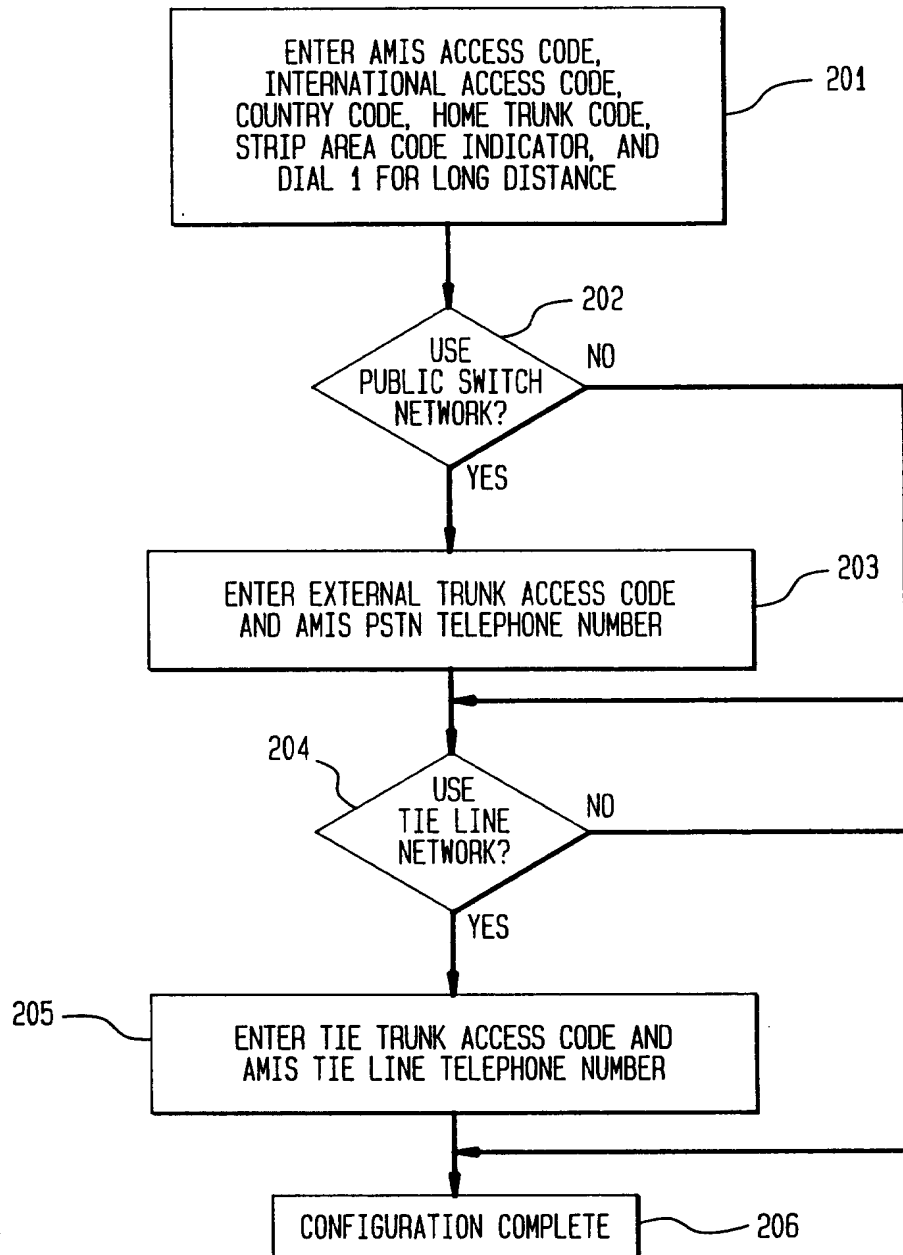 ENTER AMIS ACCESS CODE,
INTERNATIONAL ACCESS CODE,
COUNTRY CODE, HOME TRUNK CODE,
STRIP AREA CODE INDICATOR, AND
DIAL 1 FOR LONG DISTANCE
201
202
USE
PUBLIC SWITCH
NETWORK?
NO
YES
203
ENTER EXTERNAL TRUNK ACCESS CODE
AND AMIS PSTN TELEPHONE NUMBER
204
USE
TIE LINE
NETWORK?
NO
YES
205
ENTER TIE TRUNK ACCESS CODE AND
AMIS TIE LINE TELEPHONE NUMBER
CONFIGURATION COMPLETE
206